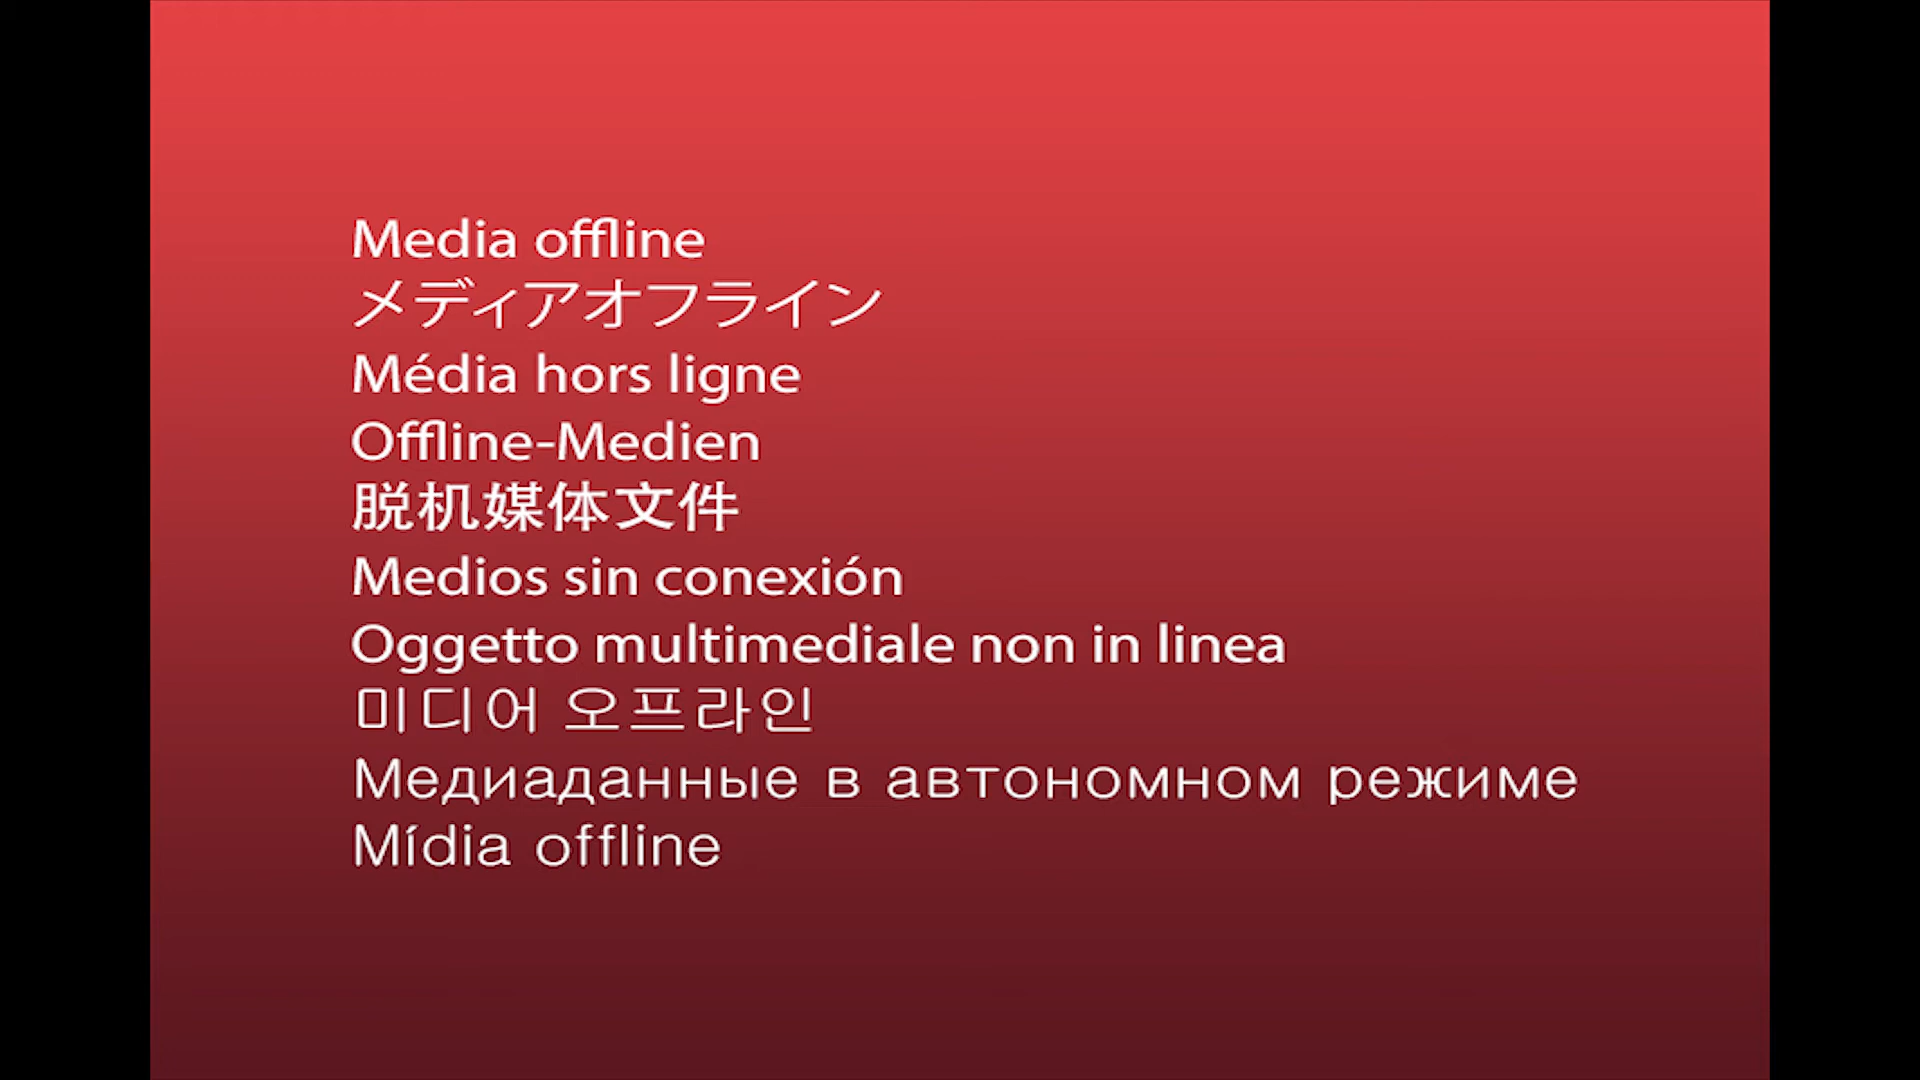 Media offline
メディアオフライン
Média hors ligne
Offline-Medien
脱机媒体文件
Medios sin conexión
Oggetto multimediale non in linea
미디어 오프라인
Медиаданные в автономном режиме
Mídia offline